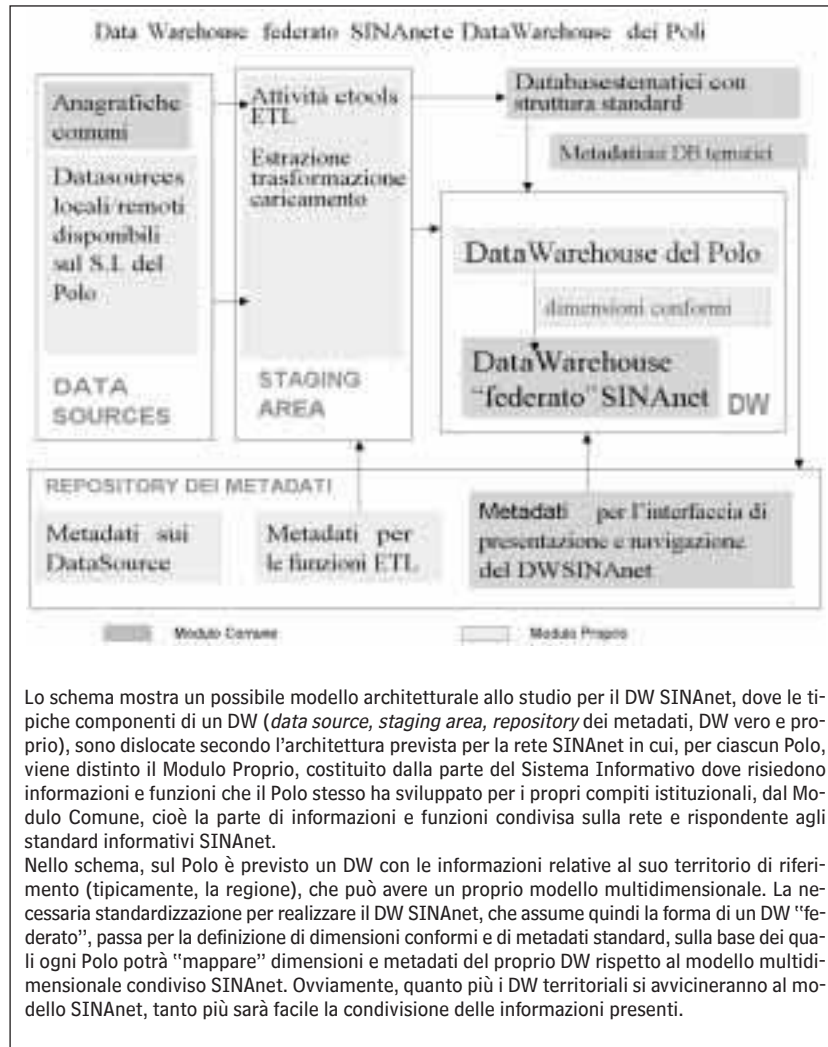 Data Warehouse federato SINAnet e DataWarehouse dei Poli
Anagrafiche
comuni
Datasources
locali remoti
disponibili
sul S.I. del
Polo
DATA
SOURCES
Attività e tools
ETL
Estrazione
trasformazione
caricamento
STAGING
AREA
Databases tematici con
struttura standard
Metadati sui DB tematici
DataWarehouse del Polo
dimensioni conformi
DataWarehouse
“federato” SINAnet
DW
REPOSITORY DEI METADATI
Metadati sui
DataSource
Metadati per
le funzioni ETL
Metadati per l'interfaccia di
presentazione e navigazione
del DWSINAnet
Modulo Comune
Modulo Proprio
Lo schema mostra un possibile modello architetturale allo studio per il DW SINAnet, dove le ti-
piche componenti di un DW (data source, staging area, repository dei metadati, DW vero e pro-
prio), sono dislocate secondo l'architettura prevista per la rete SINAnet in cui, per ciascun Polo,
viene distinto il Modulo Proprio, costituito dalla parte del Sistema Informativo dove risiedono
informazioni e funzioni che il Polo stesso ha sviluppato per i propri compiti istituzionali, dal Mo-
dulo Comune, cioè la parte di informazioni e funzioni condivisa sulla rete e rispondente agli
standard informativi SINAnet.
Nello schema, sul Polo è previsto un DW con le informazioni relative al suo territorio di riferi-
mento (tipicamente, la regione), che può avere un proprio modello multidimensionale. La ne-
cessaria standardizzazione per realizzare il DW SINAnet, che assume quindi la forma di un DW “fe-
derato”, passa per la definizione di dimensioni conformi e di metadati standard, sulla base dei qua-
li ogni Polo potrà “mappare” dimensioni e metadati del proprio DW rispetto al modello multidi-
mensionale condiviso SINAnet. Ovviamente, quanto più i DW territoriali si avvicineranno al mo-
dello SINAnet, tanto più sarà facile la condivisione delle informazioni presenti.